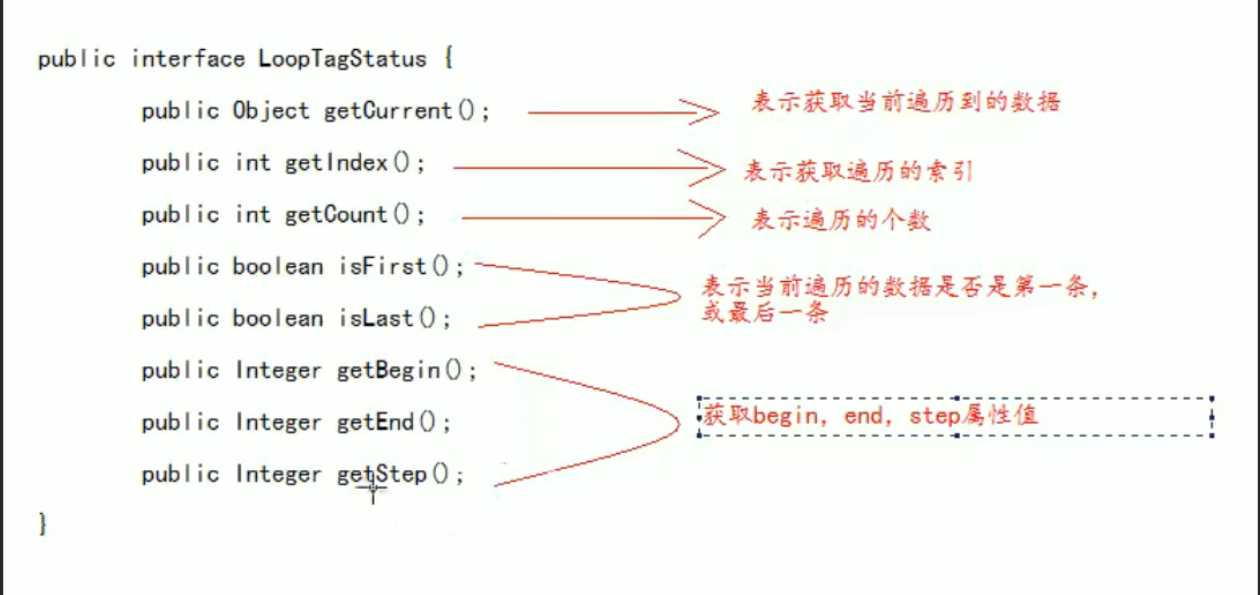 public interface LoopTagStatus {
public Object getCurrent();
表示获取当前遍历到的数据
public int getIndex();
表示获取遍历的索引
public int getCount();
表示遍历的个数
public boolean isFirst();
表示当前遍历的数据是否是第一条,
或最后一条
public boolean isLast();
public Integer getBegin();
public Integer getEnd();
获取begin, end, step属性值
public Integer getStep();
}